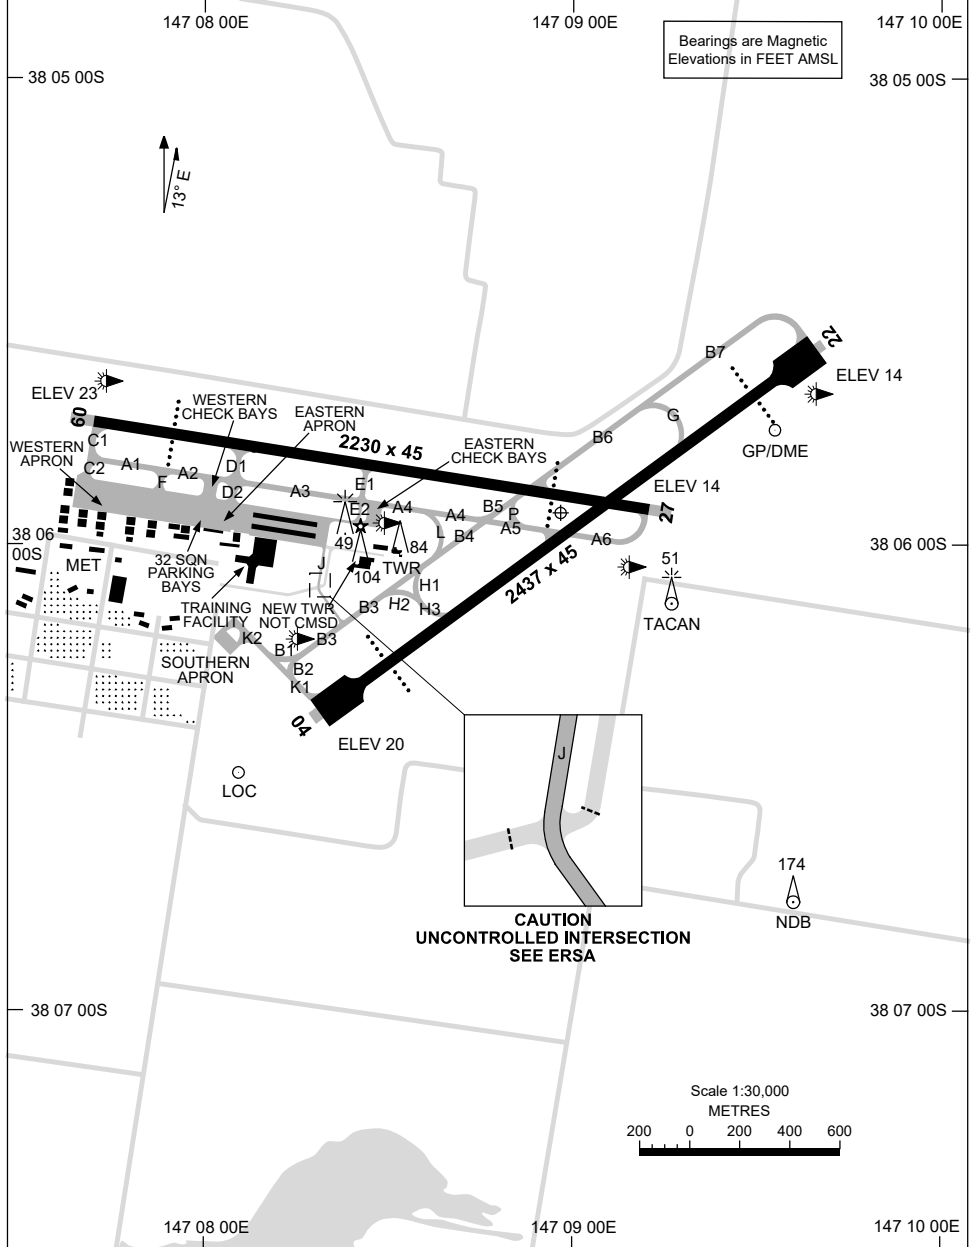 147 08 00E
147 09 00E
147 10 00E
Bearings are Magnetic
Elevations in FEET AMSL
38 05 00S
38 05 00S
13° E
22
B7
ELEV 14
ELEV 23
WESTERN
CHECK BAYS
EASTERN
APRON
09
G
2230 x 45
B6
EASTERN
CHECK BAYS
GP/DME
WESTERN
APRON
C1
C2
A1
F
A2
D1
D2
A3
E1
E2
A4
A4
B5
P
A5
ELEV 14
27
L
B4
A6
38 06
00S
38 06 00S
49
84
TWR
104
51
MET
32 SQN
PARKING
BAYS
J
2437 x 45
H1
TRAINING
FACILITY
NEW TWR
NOT CMSD
B3
H2
H3
TACAN
K2
B1
B3
SOUTHERN
APRON
B2
K1
04
ELEV 20
J
LOC
174
NDB
CAUTION
UNCONTROLLED INTERSECTION
SEE ERSA
38 07 00S
38 07 00S
Scale 1:30,000
METRES
200 0 200 400 600
147 08 00E
147 09 00E
147 10 00E